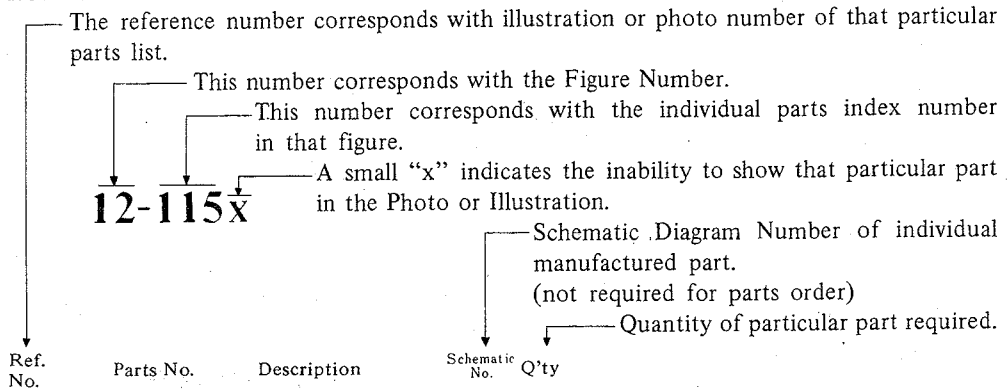 The reference number corresponds with illustration or photo number of that particular
parts list.
This number corresponds with the Figure Number.
This number corresponds with the individual parts index number
in that figure.
A small “x” indicates the inability to show that particular part
in the Photo or Illustration.
12-115x
Schematic Diagram Number of individual
manufactured part.
(not required for parts order)
Quantity of particular part required.
Ref. No. Parts No. Description Schematic No. Q'ty